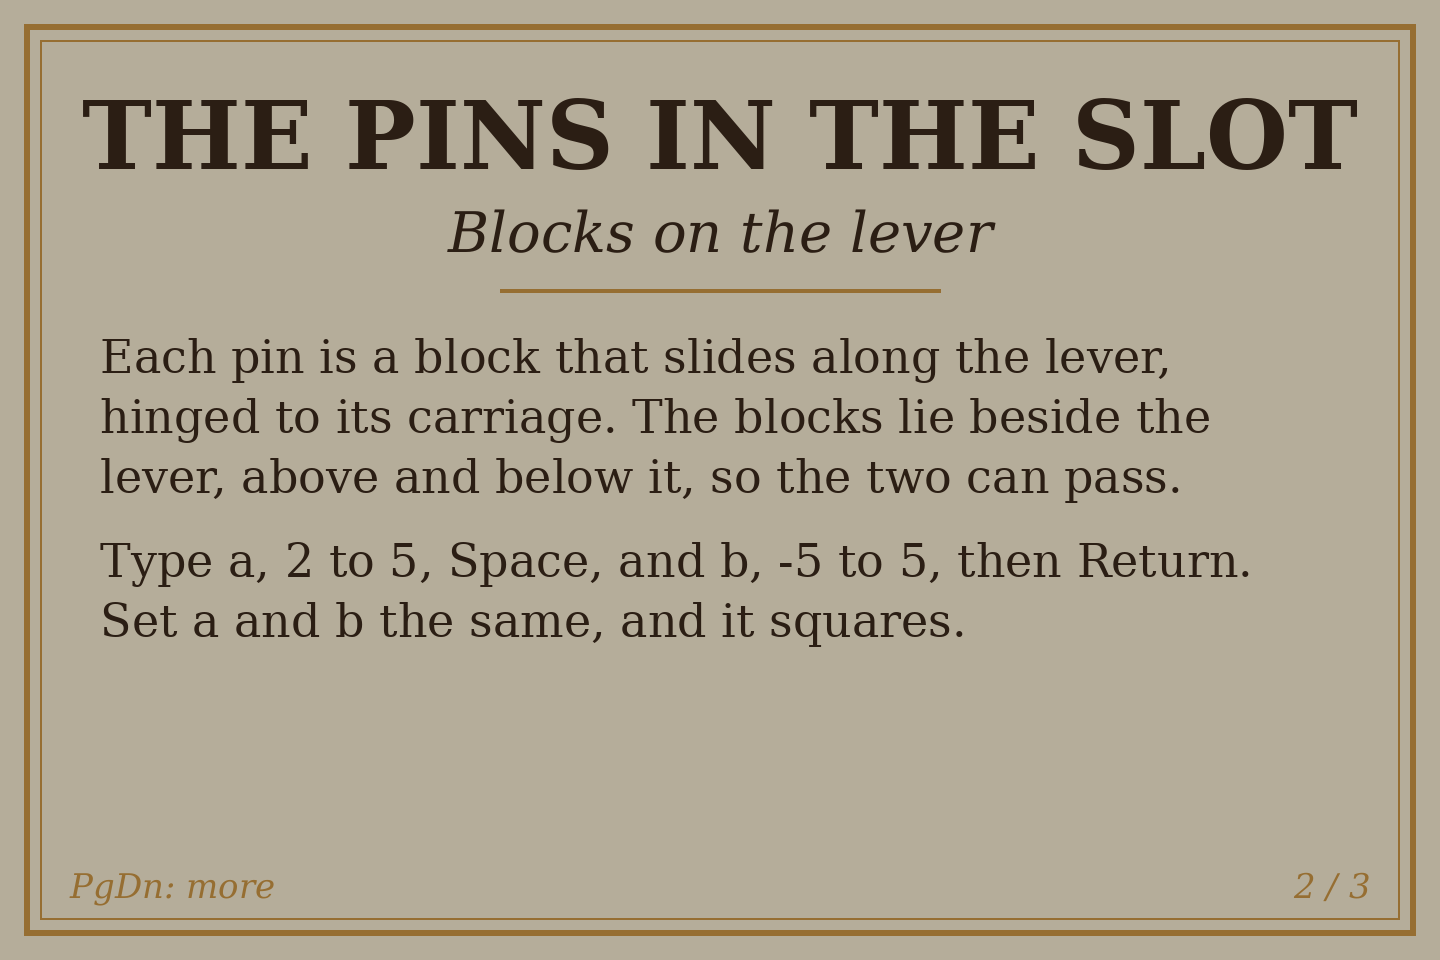 THE PINS IN THE SLOT
Blocks on the lever
Each pin is a block that slides along the lever,
hinged to its carriage. The blocks lie beside the
lever, above and below it, so the two can pass.
Type a, 2 to 5, Space, and b, -5 to 5, then Return.
Set a and b the same, and it squares.
PgDn: more
2 / 3